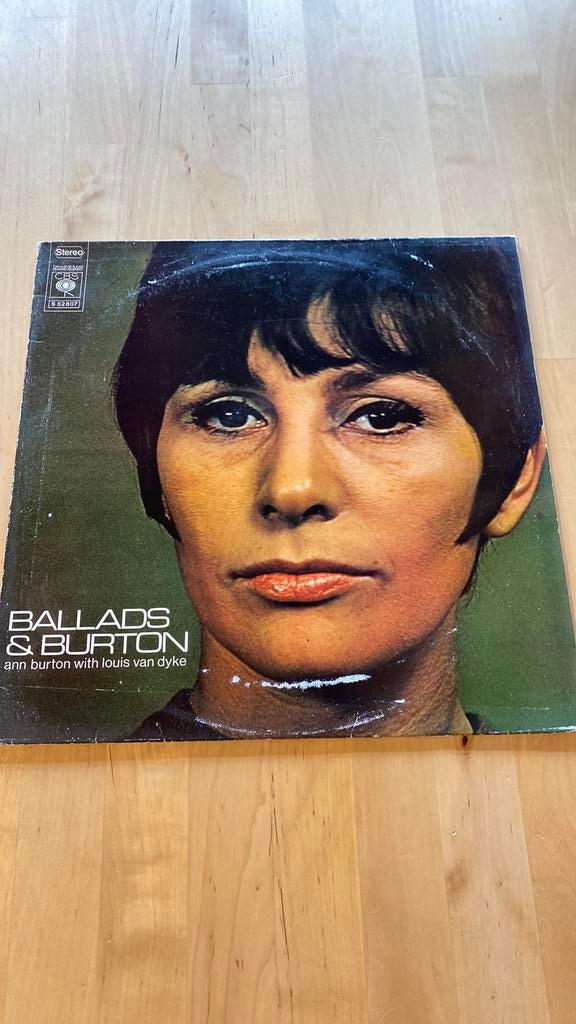 Stereo
CBS
S 52807
BALLADS
& BURTON
ann burton with louis van dyke